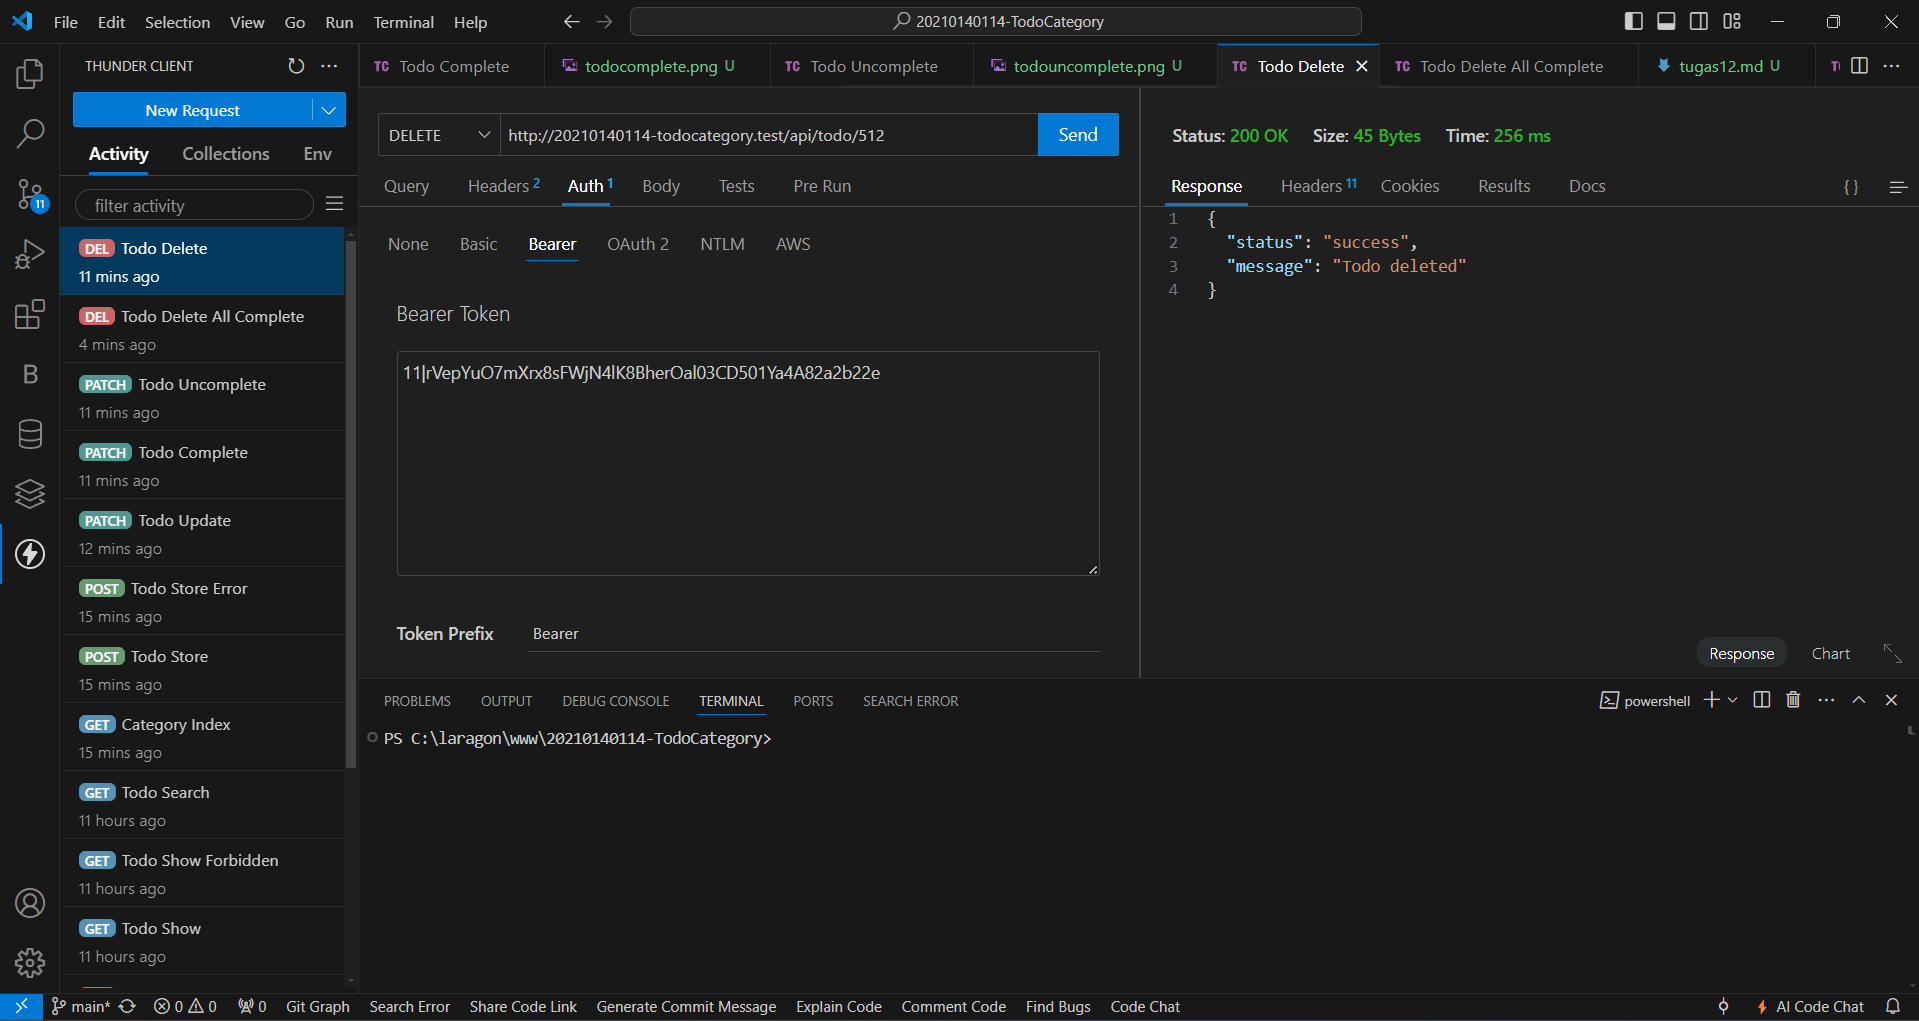 File Edit Selection View Go Run Terminal Help
20210140114-TodoCategory
THUNDER CLIENT
New Request
Activity Collections Env
filter activity
11
DEL Todo Delete
11 mins ago
DEL Todo Delete All Complete
4 mins ago
PATCH Todo Uncomplete
11 mins ago
PATCH Todo Complete
11 mins ago
PATCH Todo Update
12 mins ago
POST Todo Store Error
15 mins ago
POST Todo Store
15 mins ago
GET Category Index
15 mins ago
GET Todo Search
11 hours ago
GET Todo Show Forbidden
11 hours ago
GET Todo Show
11 hours ago
TC Todo Complete todocomplete.png U TC Todo Uncomplete todouncomplete.png U TC Todo Delete TC Todo Delete All Complete tugas12.md U
DELETE http://20210140114-todocategory.test/api/todo/512 Send
Query Headers 2 Auth 1 Body Tests Pre Run
None Basic Bearer OAuth 2 NTLM AWS
Bearer Token
11|rVepYuO7mXrx8sFWjN4lK8BherOal03CD501Ya4A82a2b22e
Token Prefix Bearer
Status: 200 OK Size: 45 Bytes Time: 256 ms
Response Headers 11 Cookies Results Docs { }
1 {
2 "status": "success",
3 "message": "Todo deleted"
4 }
Response Chart
PROBLEMS OUTPUT DEBUG CONSOLE TERMINAL PORTS SEARCH ERROR
powershell
PS C:\laragon\www\20210140114-TodoCategory>
main* 0 0 0 Git Graph Search Error Share Code Link Generate Commit Message Explain Code Comment Code Find Bugs Code Chat AI Code Chat